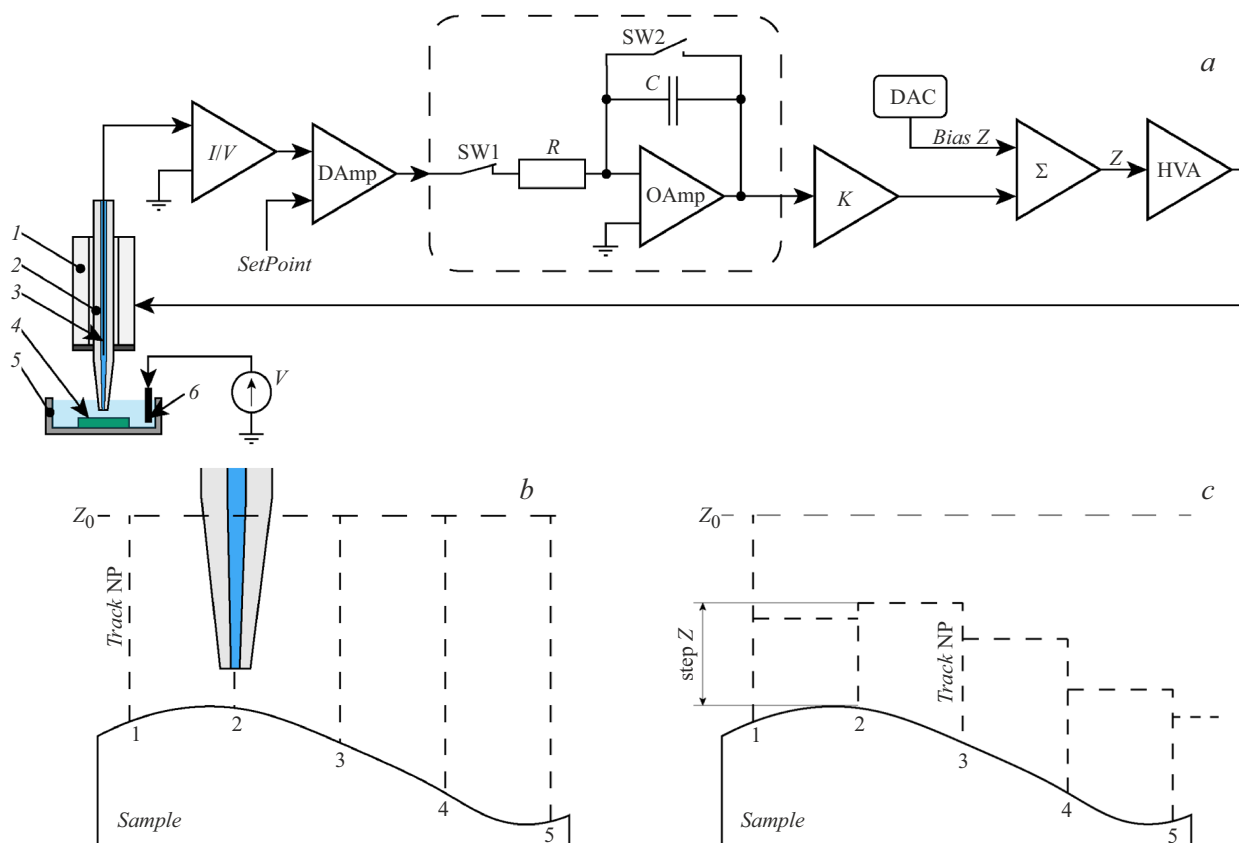 a
SW2
C
DAC
I/V
DAmp
SW1
R
OAmp
K
Bias Z
Σ
Z
HVA
SetPoint
1
2
3
4
5
6
V
b
Z0
Track NP
1
2
3
4
5
Sample
c
Z0
step Z
Track NP
1
2
3
4
5
Sample